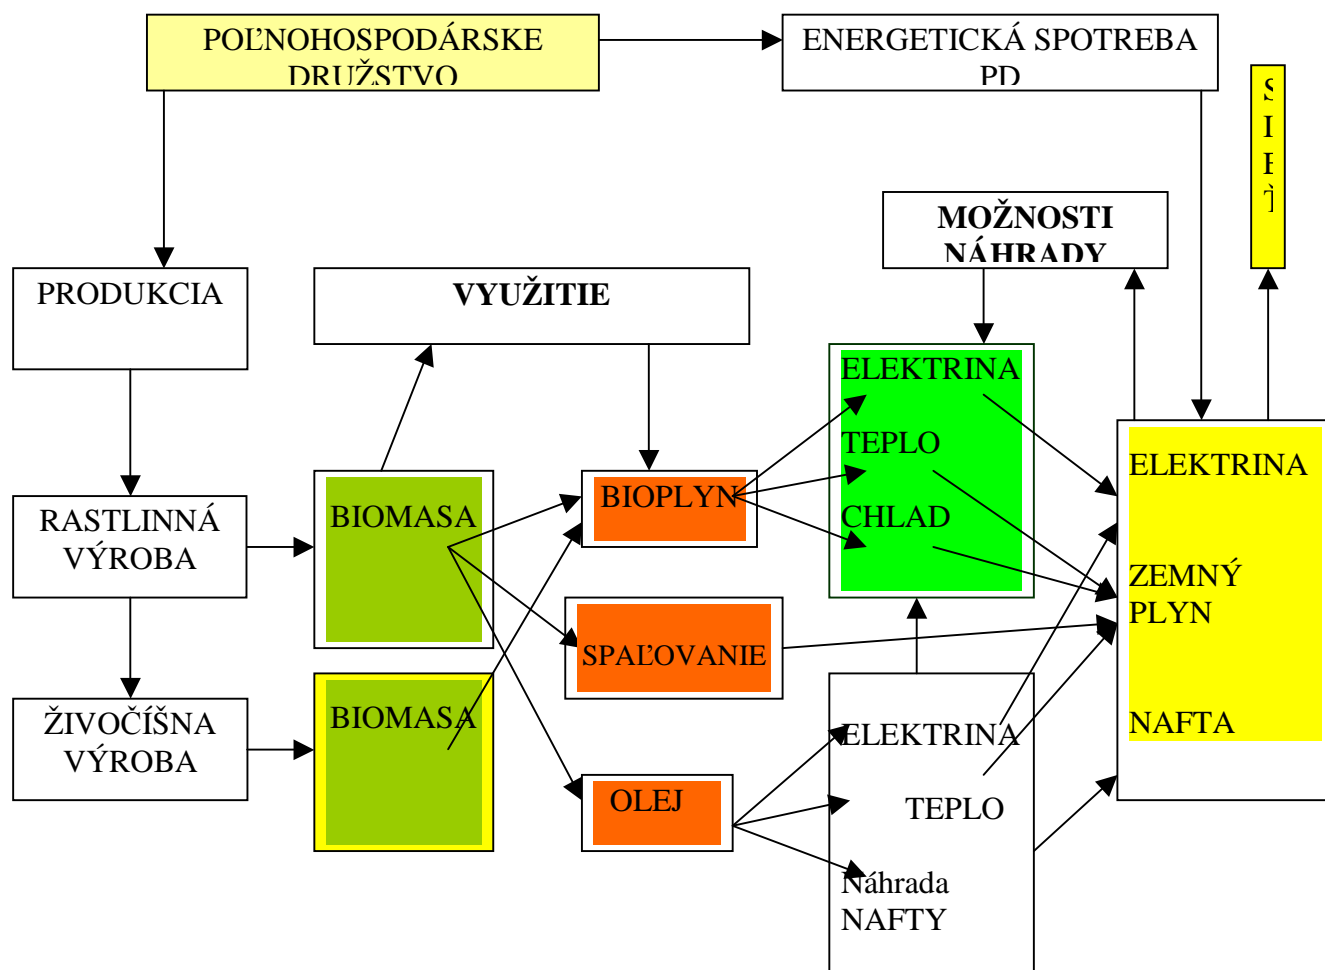 POĽNOHOSPODÁRSKE
DRUŽSTVO
ENERGETICKÁ SPOTREBA
PD
S
I
E
Ť
MOŽNOSTI
NÁHRADY
PRODUKCIA
VYUŽITIE
ELEKTRINA
TEPLO
CHLAD
ELEKTRINA
ZEMNÝ
PLYN
NAFTA
RASTLINNÁ
VÝROBA
BIOMASA
BIOPLYN
SPAĽOVANIE
ŽIVOČÍŠNA
VÝROBA
BIOMASA
OLEJ
ELEKTRINA
TEPLO
Náhrada
NAFTY